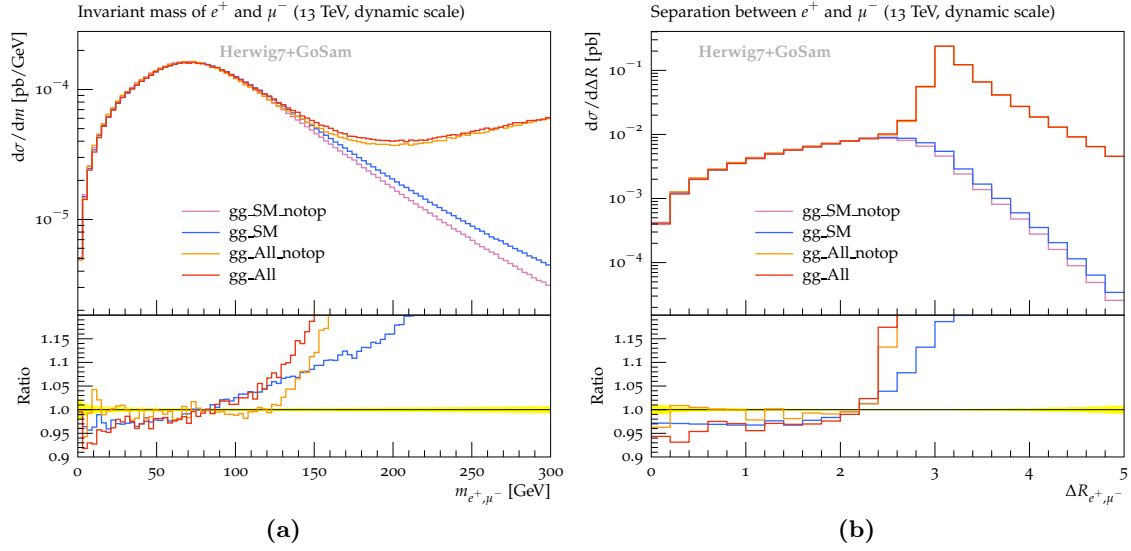 Invariant mass of e⁺ and μ⁻ (13 TeV, dynamic scale)
Herwig7+GoSam
dσ/dm [pb/GeV]
10⁻⁴
10⁻⁵
gg_SM_notop
gg_SM
gg_All_notop
gg_All
Ratio
1.15
1.1
1.05
1.0
0.95
0.9
0 50 100 150 200 250 300
m_{e⁺,μ⁻} [GeV]
(a)
Separation between e⁺ and μ⁻ (13 TeV, dynamic scale)
Herwig7+GoSam
dσ/dΔR [pb]
10⁻¹
10⁻²
10⁻³
10⁻⁴
gg_SM_notop
gg_SM
gg_All_notop
gg_All
Ratio
1.15
1.1
1.05
1.0
0.95
0.9
0 1 2 3 4 5
ΔR_{e⁺,μ⁻}
(b)